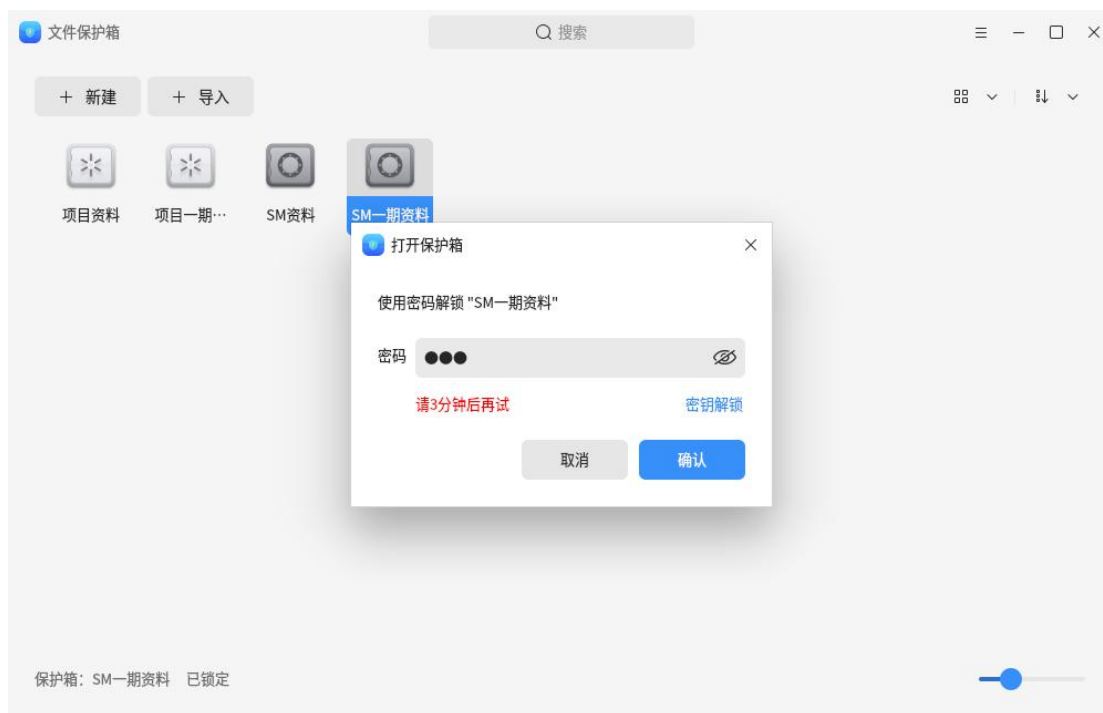 文件保护箱
搜索
新建
导入
项目资料
项目一期…
SM资料
SM一期资料
打开保护箱
使用密码解锁 "SM一期资料"
密码 ●●●
请3分钟后再试
密钥解锁
取消
确认
保护箱：SM一期资料 已锁定